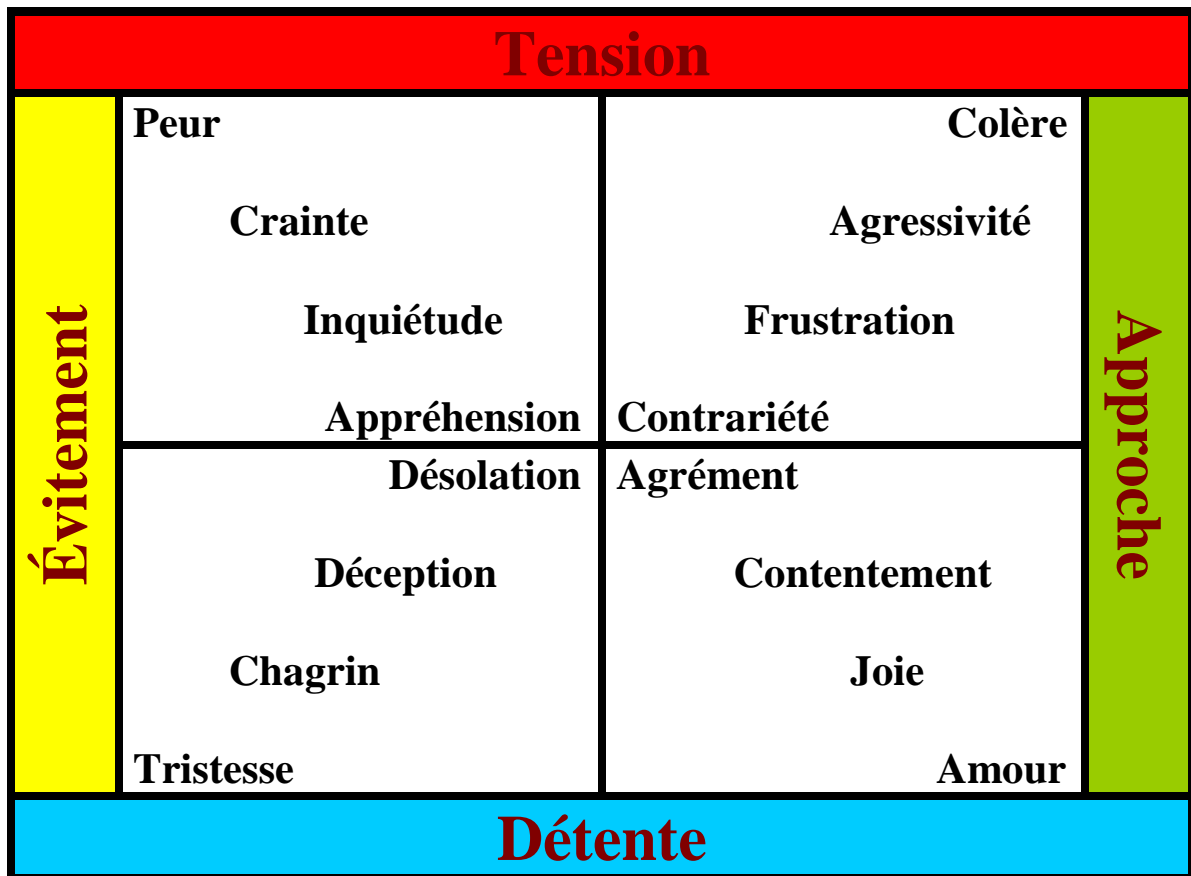 Tension
Évitement
Peur
Crainte
Inquiétude
Appréhension
Colère
Agressivité
Frustration
Contrariété
Désolation
Déception
Chagrin
Tristesse
Agrément
Contentement
Joie
Amour
Approche
Détente